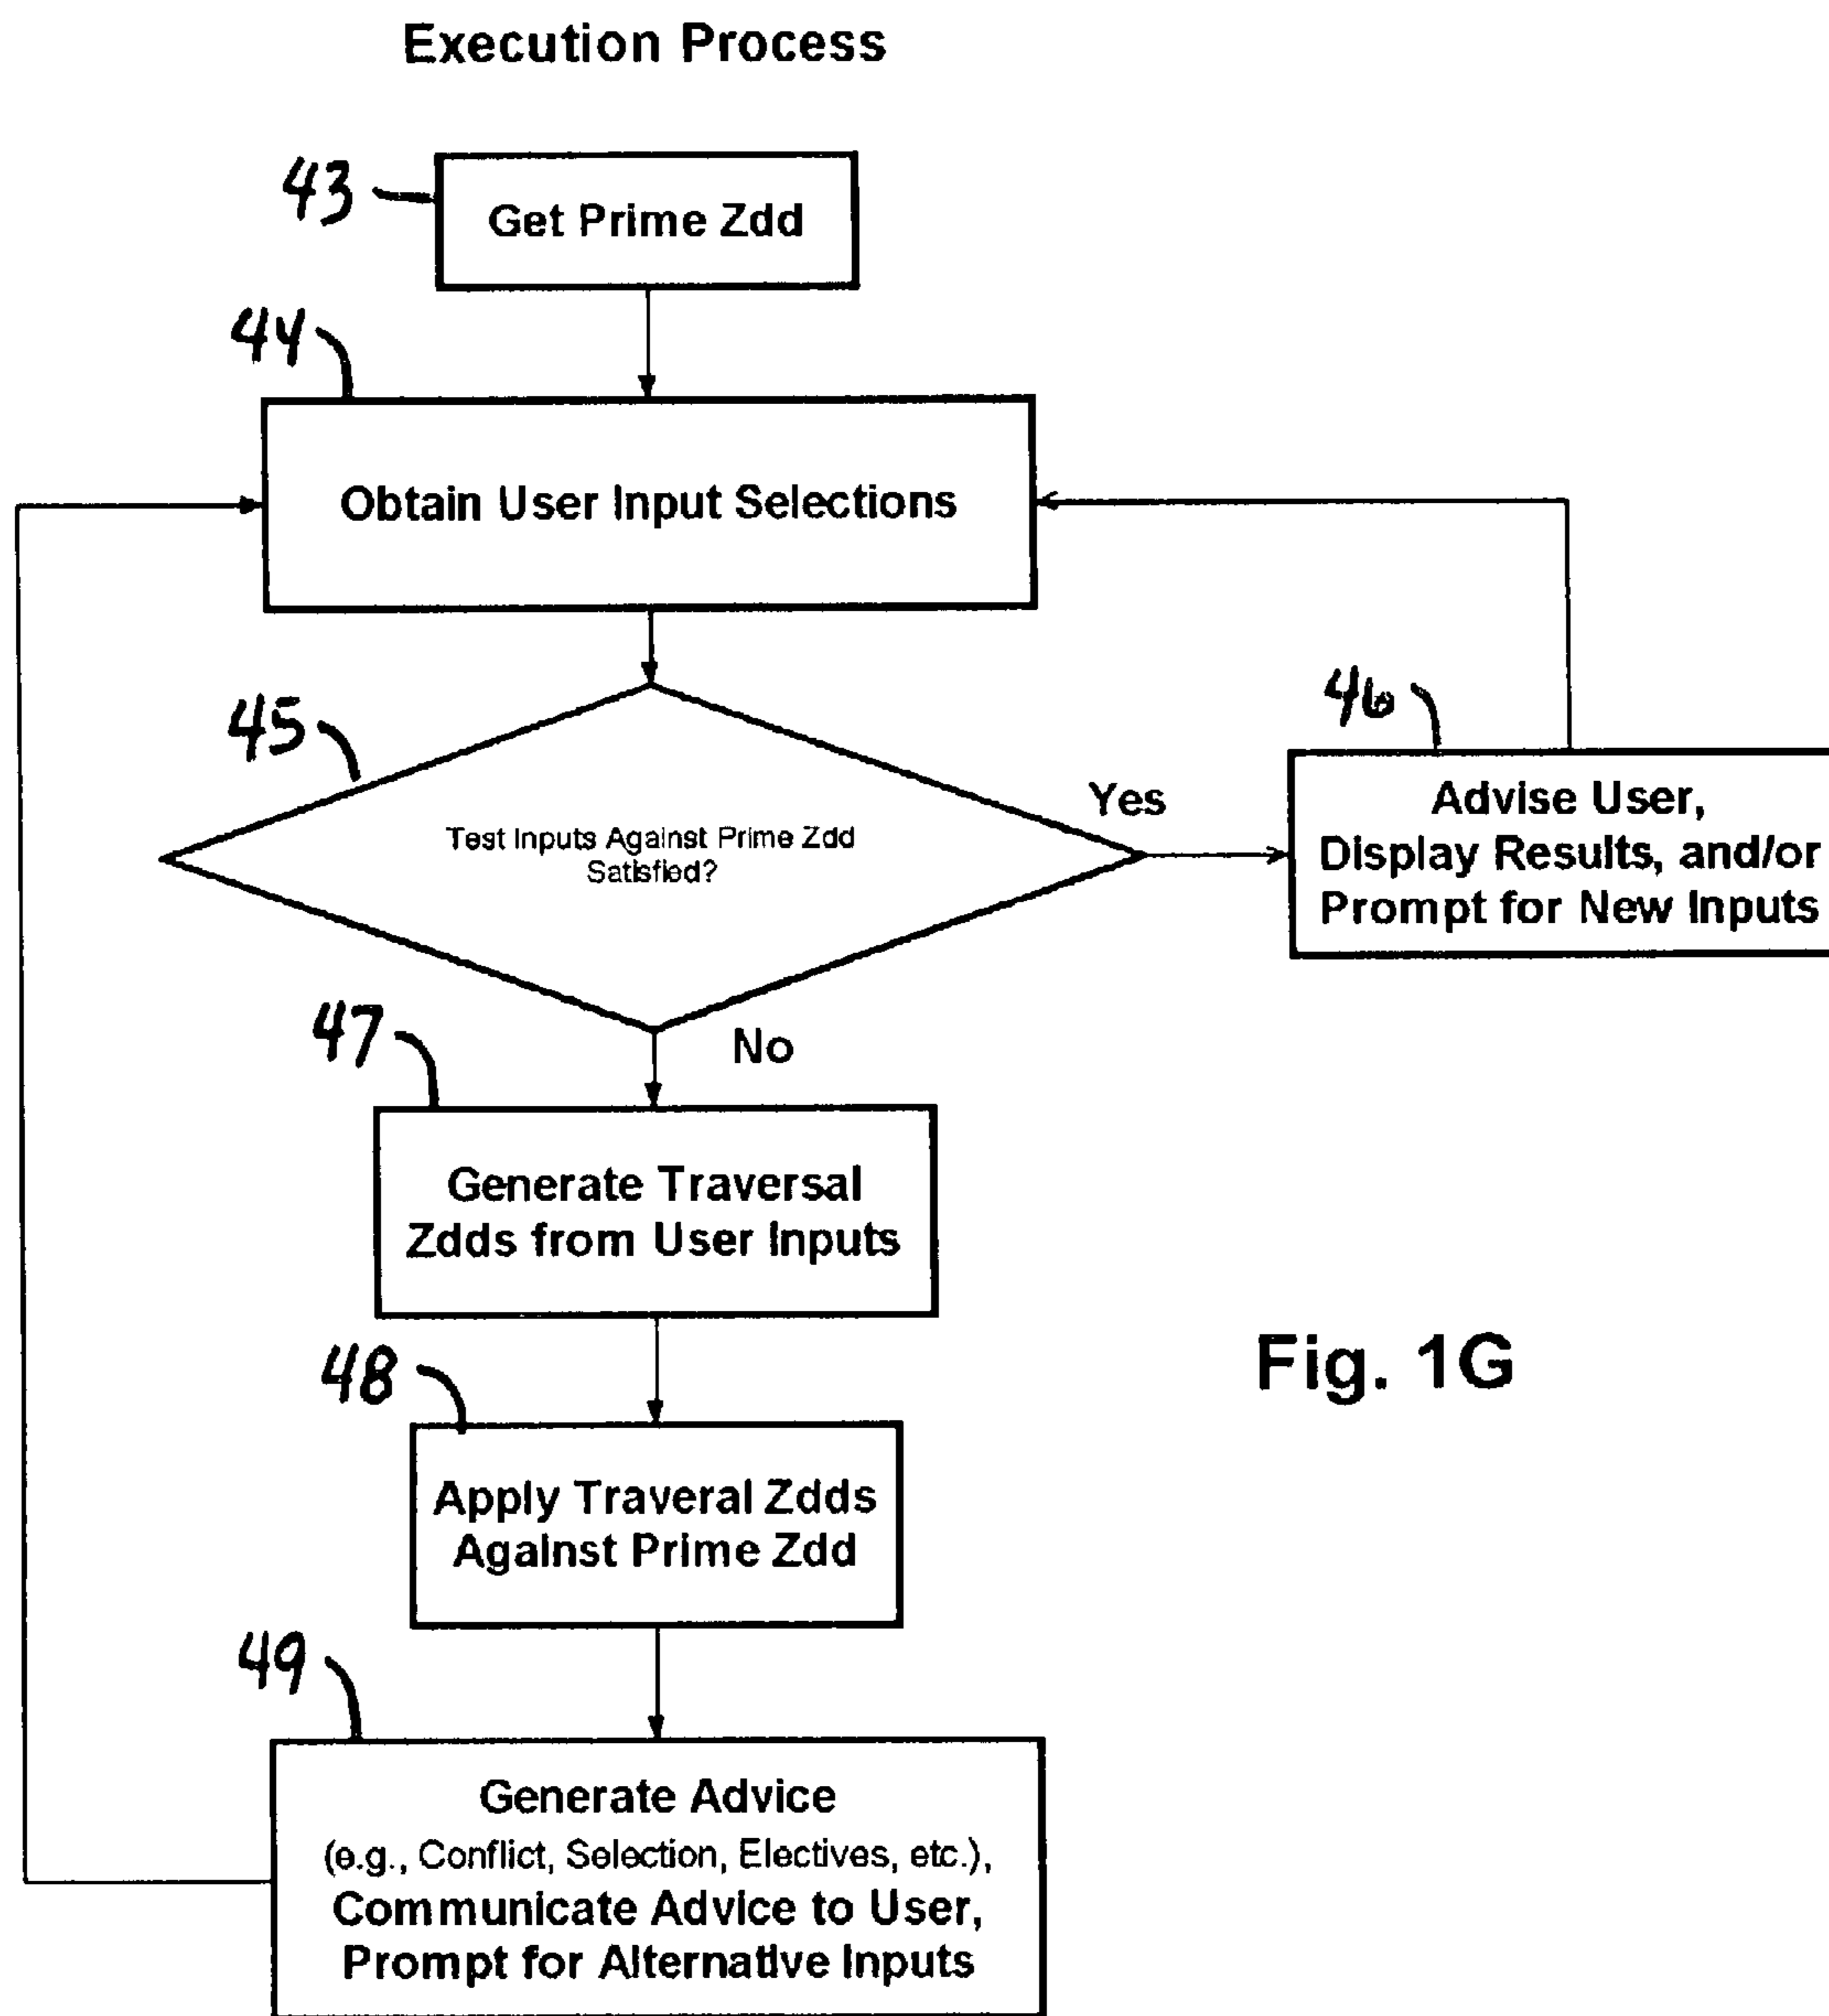 Execution Process
43
Get Prime Zdd
44
Obtain User Input Selections
45
Test Inputs Against Prime Zdd
Satisfied?
Yes
46
Advise User,
Display Results, and/or
Prompt for New Inputs
No
47
Generate Traversal
Zdds from User Inputs
48
Apply Traveral Zdds
Against Prime Zdd
Fig. 1G
49
Generate Advice
(e.g., Conflict, Selection, Electives, etc.),
Communicate Advice to User,
Prompt for Alternative Inputs